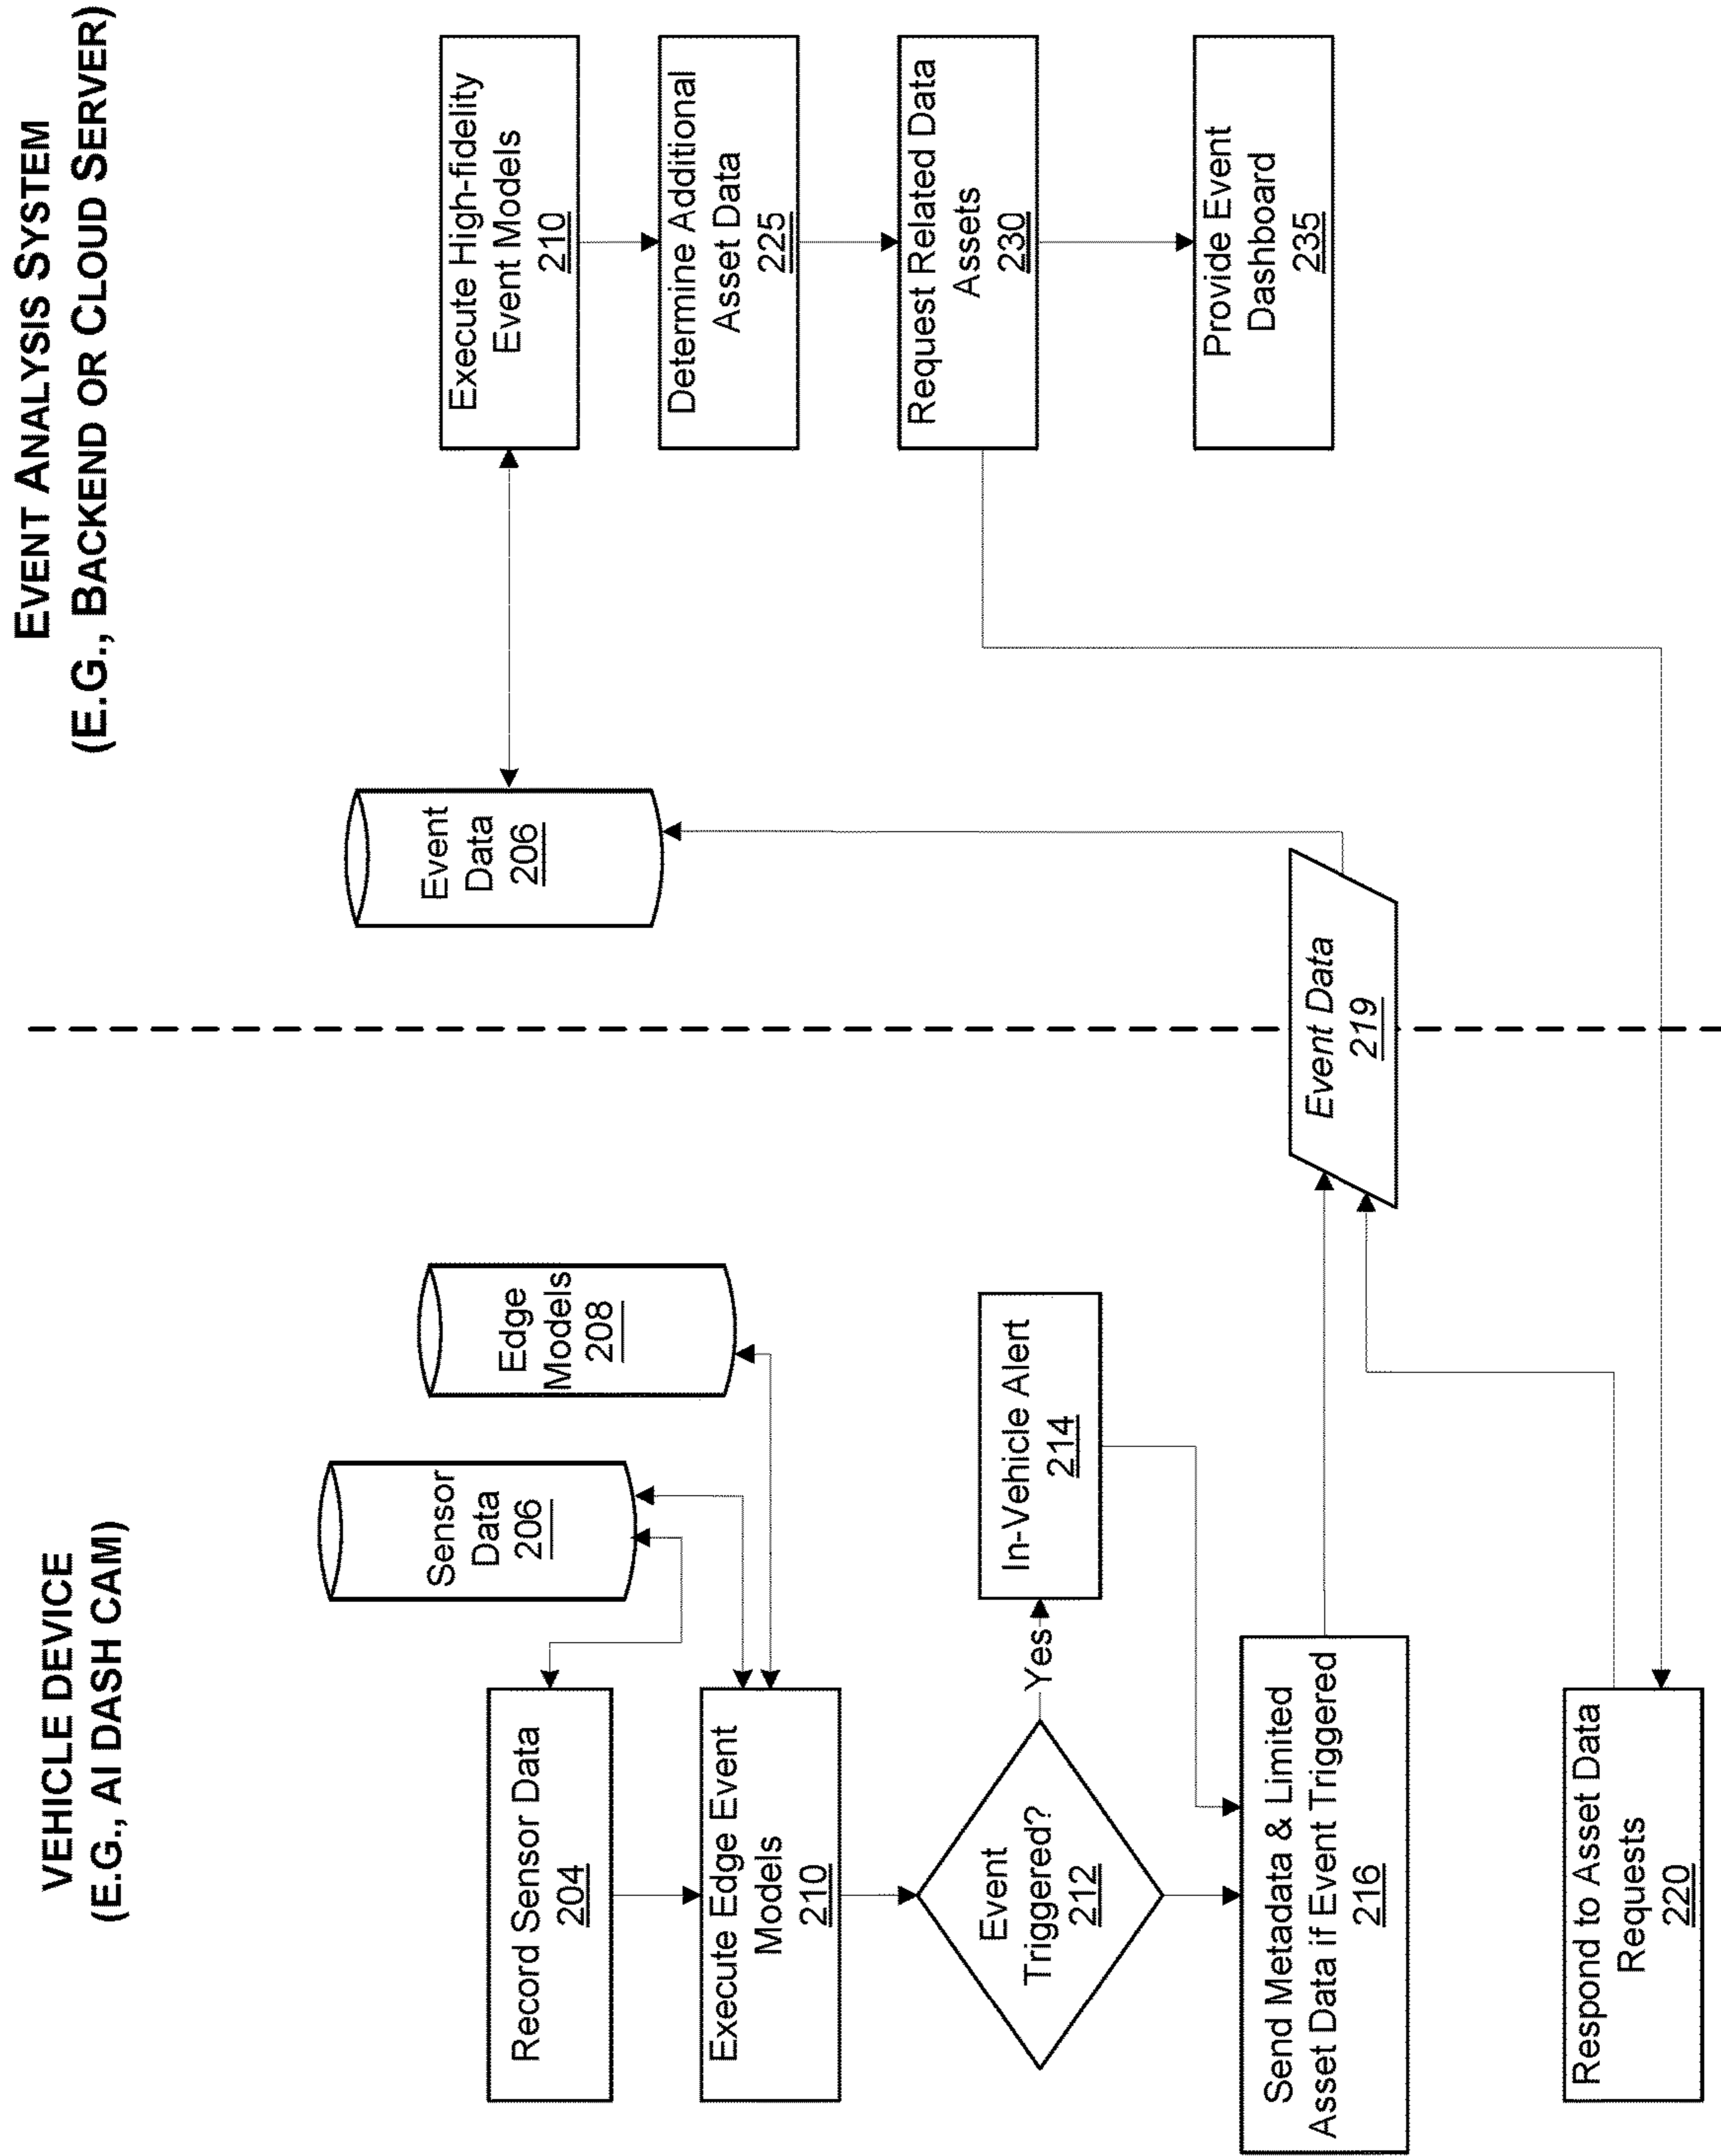 VEHICLE DEVICE
(E.G., AI DASH CAM)
Record Sensor Data
204
Sensor
Data
206
Edge
Models
208
Execute Edge Event
Models
210
Event
Triggered?
212
Yes
In-Vehicle Alert
214
Send Metadata & Limited
Asset Data if Event Triggered
216
Respond to Asset Data
Requests
220
Event Data
219
EVENT ANALYSIS SYSTEM
(E.G., BACKEND OR CLOUD SERVER)
Event
Data
206
Execute High-fidelity
Event Models
210
Determine Additional
Asset Data
225
Request Related Data
Assets
230
Provide Event
Dashboard
235